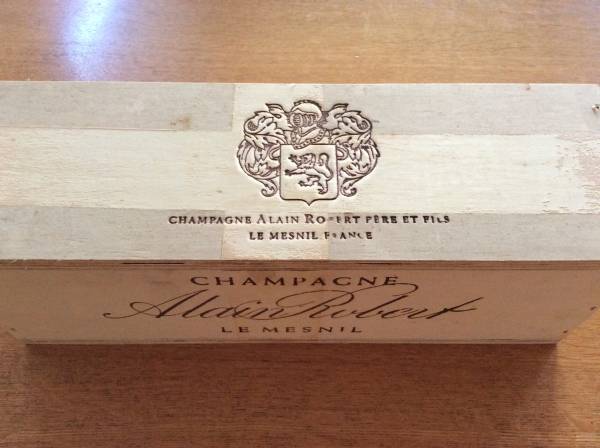 CHAMPAGNE ALAIN ROBERT PÈRE ET FILS
LE MESNIL FRANCE
CHAMPAGNE
Alain Robert
LE MESNIL